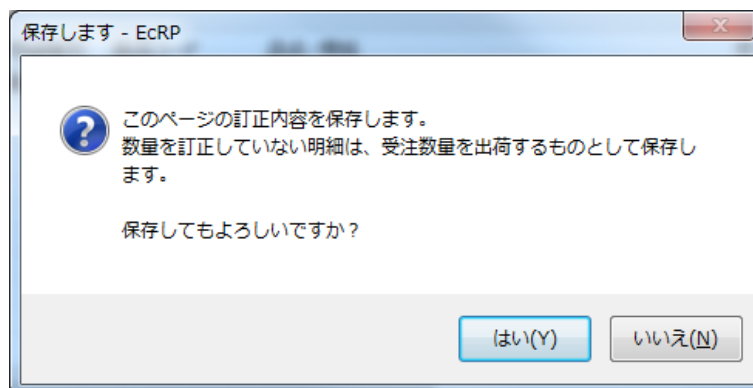 保存します - EcRP
このページの訂正内容を保存します。
数量を訂正していない明細は、受注数量を出荷するものとして保存し
ます。
保存してもよろしいですか？
はい(Y)
いいえ(N)